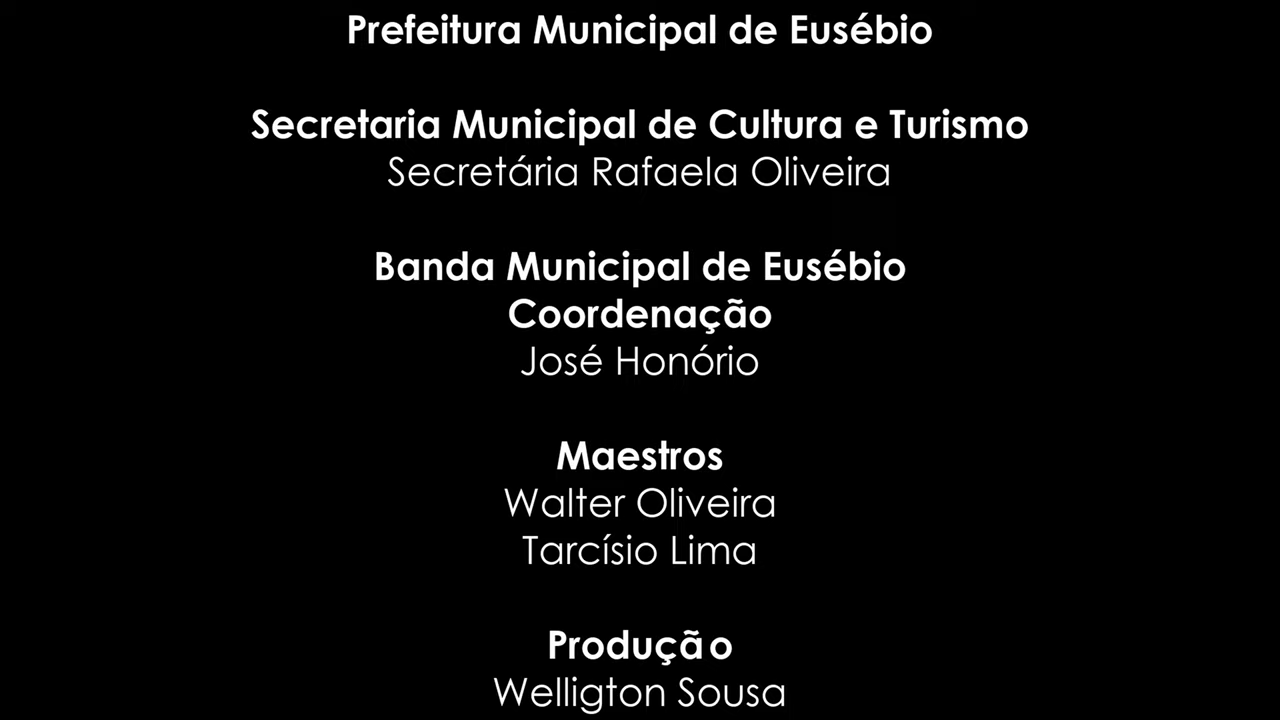 Prefeitura Municipal de Eusébio
Secretaria Municipal de Cultura e Turismo
Secretária Rafaela Oliveira
Banda Municipal de Eusébio
Coordenação
José Honório
Maestros
Walter Oliveira
Tarcísio Lima
Produção
Welligton Sousa